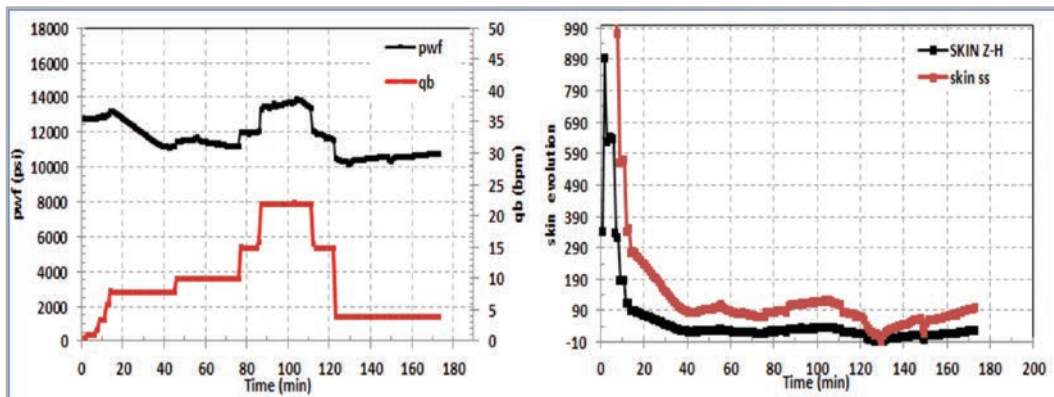 18000
16000
14000
12000
10000
8000
6000
4000
2000
0
pwf (psi)
pwf
qb
50
45
40
35
30
25
20
15
10
5
0
qb (bpm)
0 20 40 60 80 100 120 140 160 180
Time (min)
990
890
790
690
590
490
390
290
190
90
-10
skin evolution
SKIN Z-H
skin ss
0 20 40 60 80 100 120 140 160 180 200
Time (min)